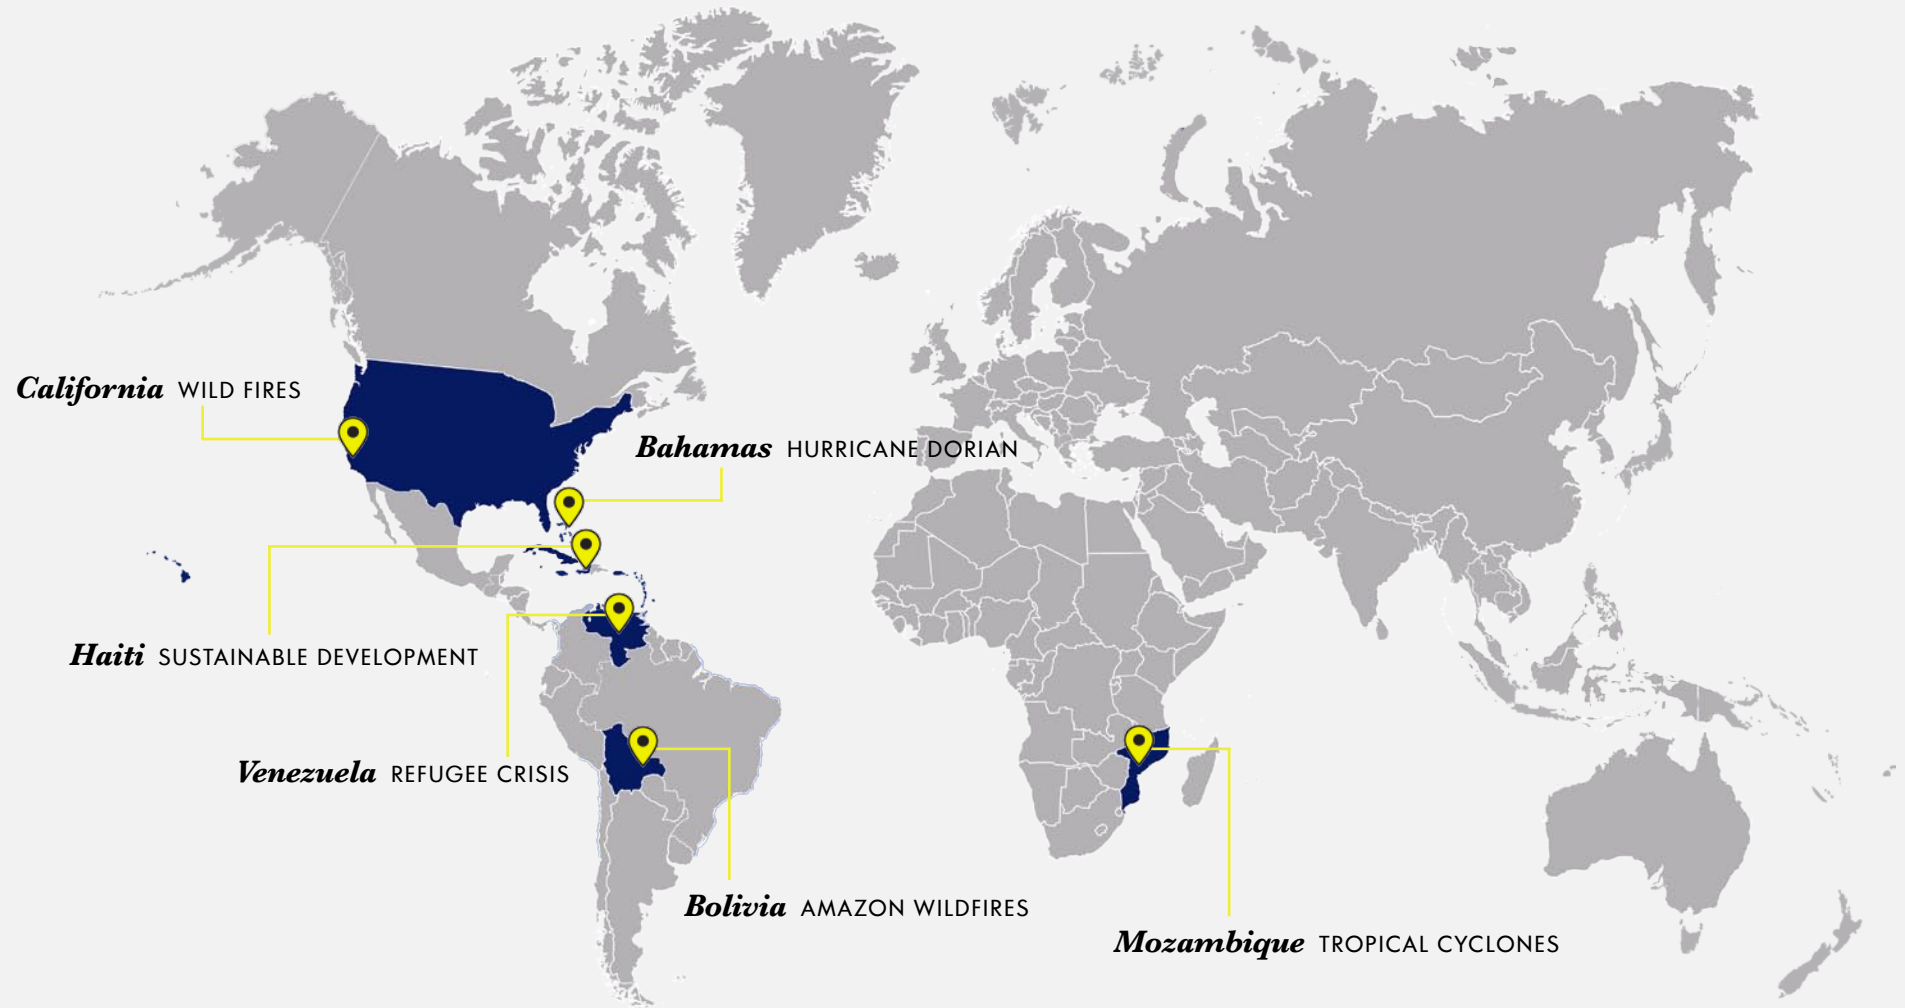 California WILD FIRES
Bahamas HURRICANE DORIAN
Haiti SUSTAINABLE DEVELOPMENT
Venezuela REFUGEE CRISIS
Bolivia AMAZON WILDFIRES
Mozambique TROPICAL CYCLONES